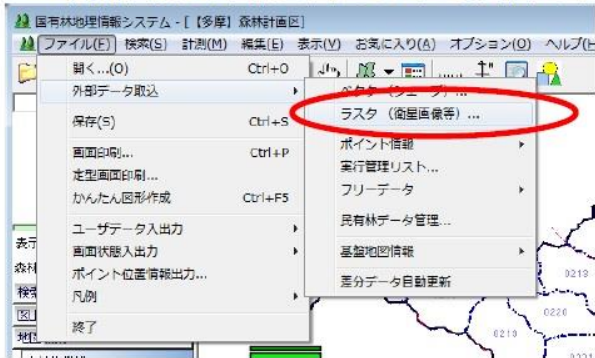 国有林地理情報システム - [【多摩】森林計画区]
ファイル(F) 検索(S) 計測(M) 編集(E) 表示(V) お気に入り(A) オプション(O) ヘルプ(H
開く...(O) Ctrl+O
外部データ取込
保存(S) Ctrl+S
画面印刷... Ctrl+P
定型画面印刷...
かんたん図形作成 Ctrl+F5
ユーザデータ入出力
画面状態入出力
ポイント位置情報出力...
凡例
終了
ベクタ (シェープ) ...
ラスタ (衛星画像等) ...
ポイント情報
実行管理リスト...
フリーデータ
民有林データ管理...
基盤地図情報
差分データ自動更新
表示
森林
検索
0218
0220
0219